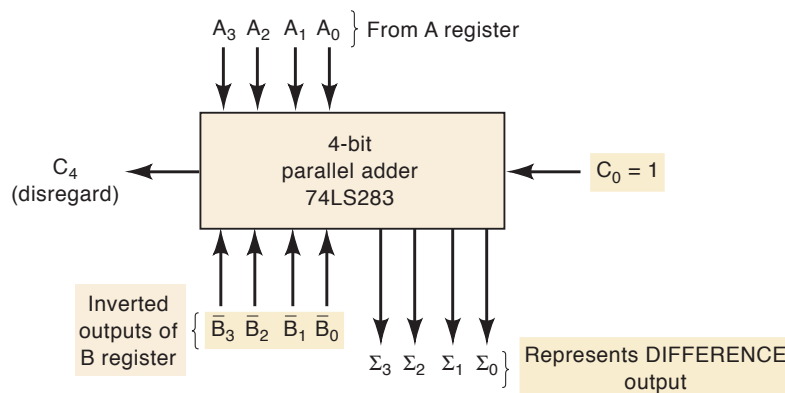 A₃ A₂ A₁ A₀ From A register
4-bit
parallel adder
74LS283
C₄
(disregard)
C₀ = 1
Inverted
outputs of
B register
B̅₃ B̅₂ B̅₁ B̅₀
Σ₃ Σ₂ Σ₁ Σ₀
Represents DIFFERENCE
output